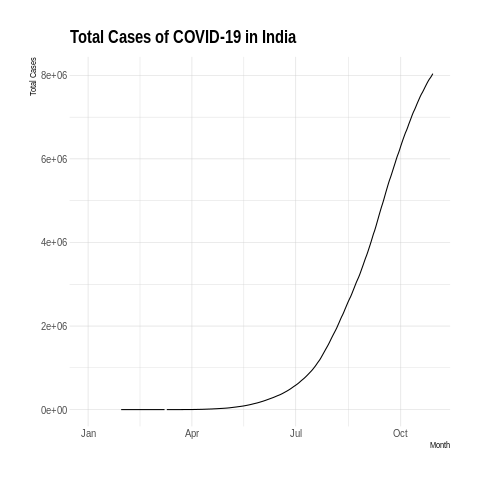 Total Cases of COVID-19 in India
Total Cases
8e+06
6e+06
4e+06
2e+06
0e+00
Jan Apr Jul Oct
Month